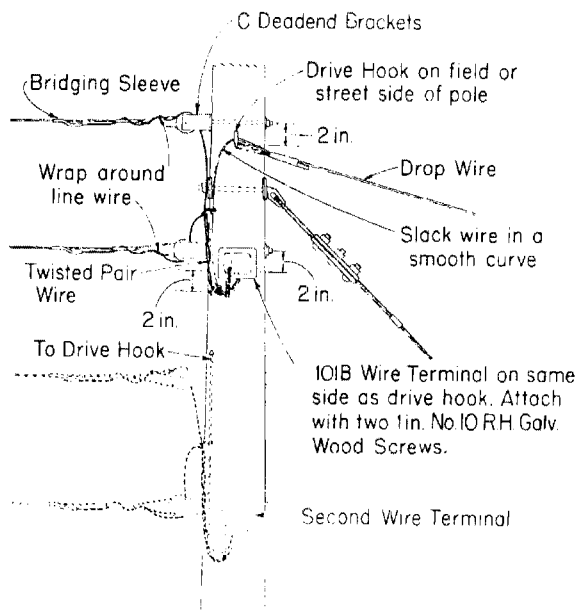 C Deadend Brackets
Bridging Sleeve
Drive Hook on field or
street side of pole
2 in.
Drop Wire
Wrap around
line wire
Slack wire in a
smooth curve
Twisted Pair
Wire
2 in.
2 in.
To Drive Hook
101B Wire Terminal on same
side as drive hook. Attach
with two 1 in. No.10 R.H. Galv.
Wood Screws.
Second Wire Terminal